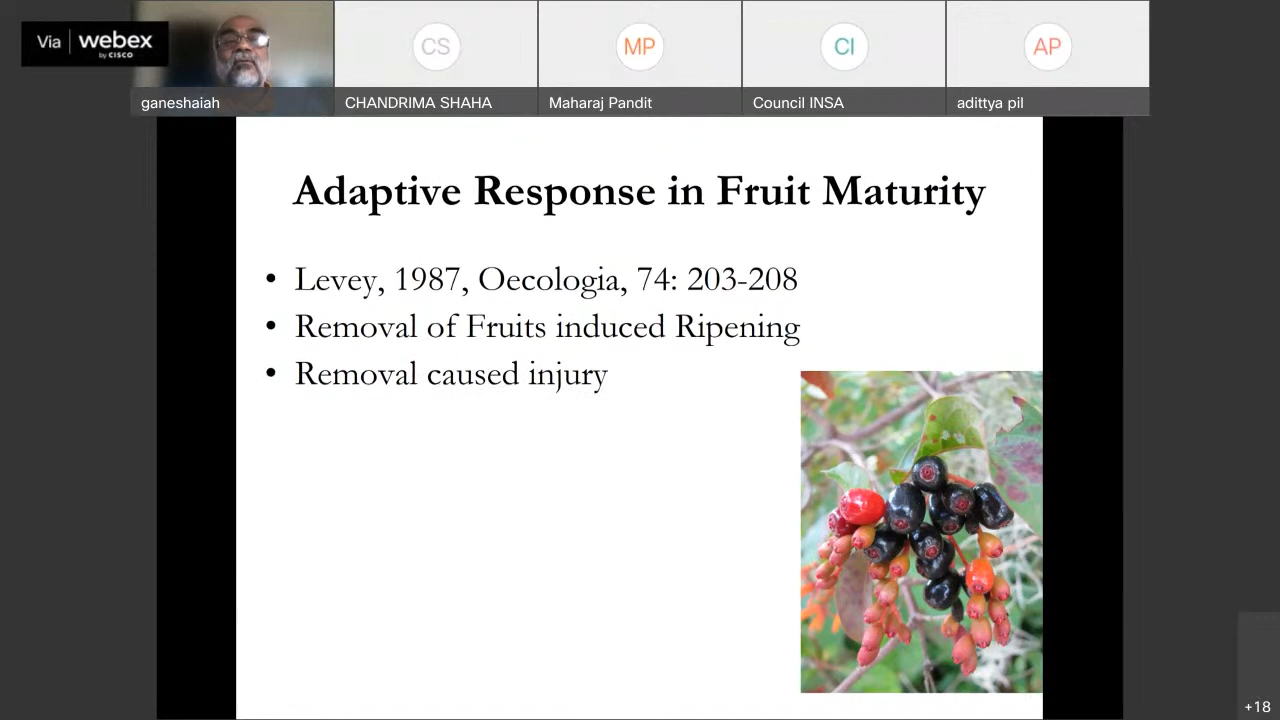 Via webex
by CISCO
CS
MP
CI
AP
ganeshaiah
CHANDRIMA SHAHA
Maharaj Pandit
Council INSA
adittya pil
Adaptive Response in Fruit Maturity
• Levey, 1987, Oecologia, 74: 203-208
• Removal of Fruits induced Ripening
• Removal caused injury
+18